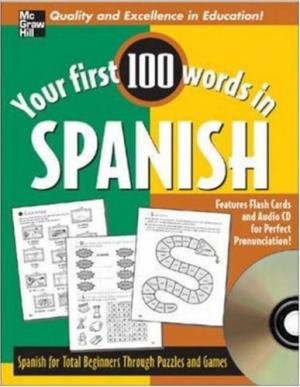 Mc
Graw
Hill
Quality and Excellence in Education!
Your first 100 words in
SPANISH
Features Flash Cards
and Audio CD
for Perfect
Pronunciation!
Spanish for Total Beginners Through Puzzles and Games